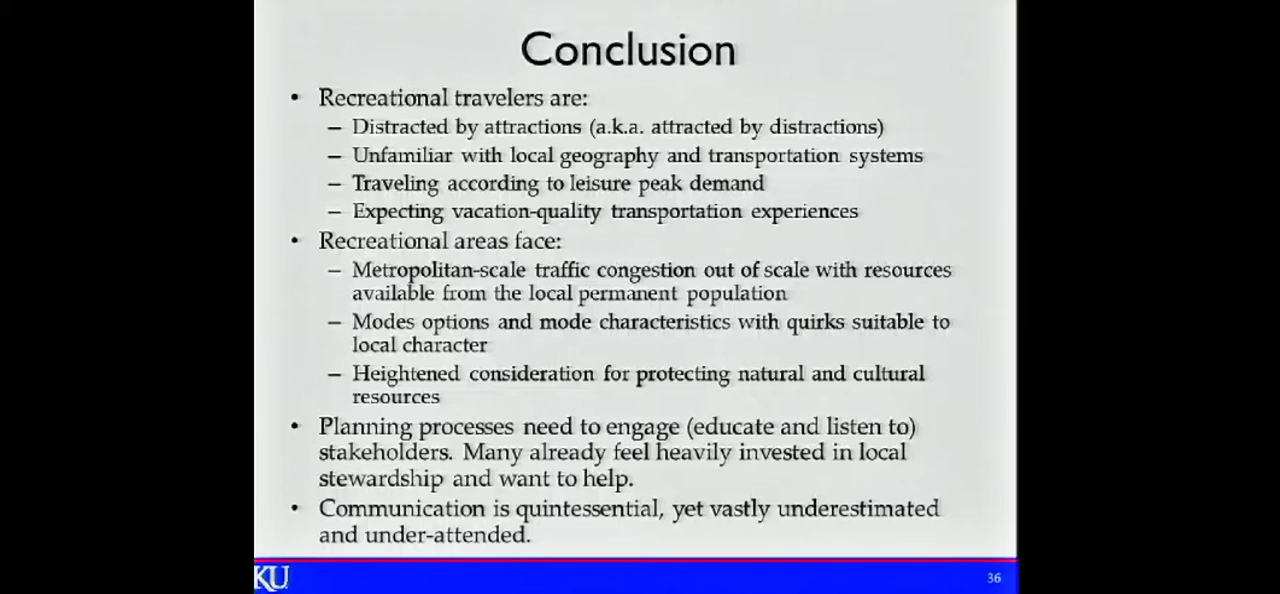 Conclusion
• Recreational travelers are:
– Distracted by attractions (a.k.a. attracted by distractions)
– Unfamiliar with local geography and transportation systems
– Traveling according to leisure peak demand
– Expecting vacation-quality transportation experiences
• Recreational areas face:
– Metropolitan-scale traffic congestion out of scale with resources
available from the local permanent population
– Modes options and mode characteristics with quirks suitable to
local character
– Heightened consideration for protecting natural and cultural
resources
• Planning processes need to engage (educate and listen to)
stakeholders. Many already feel heavily invested in local
stewardship and want to help.
• Communication is quintessential, yet vastly underestimated
and under-attended.
KU
36